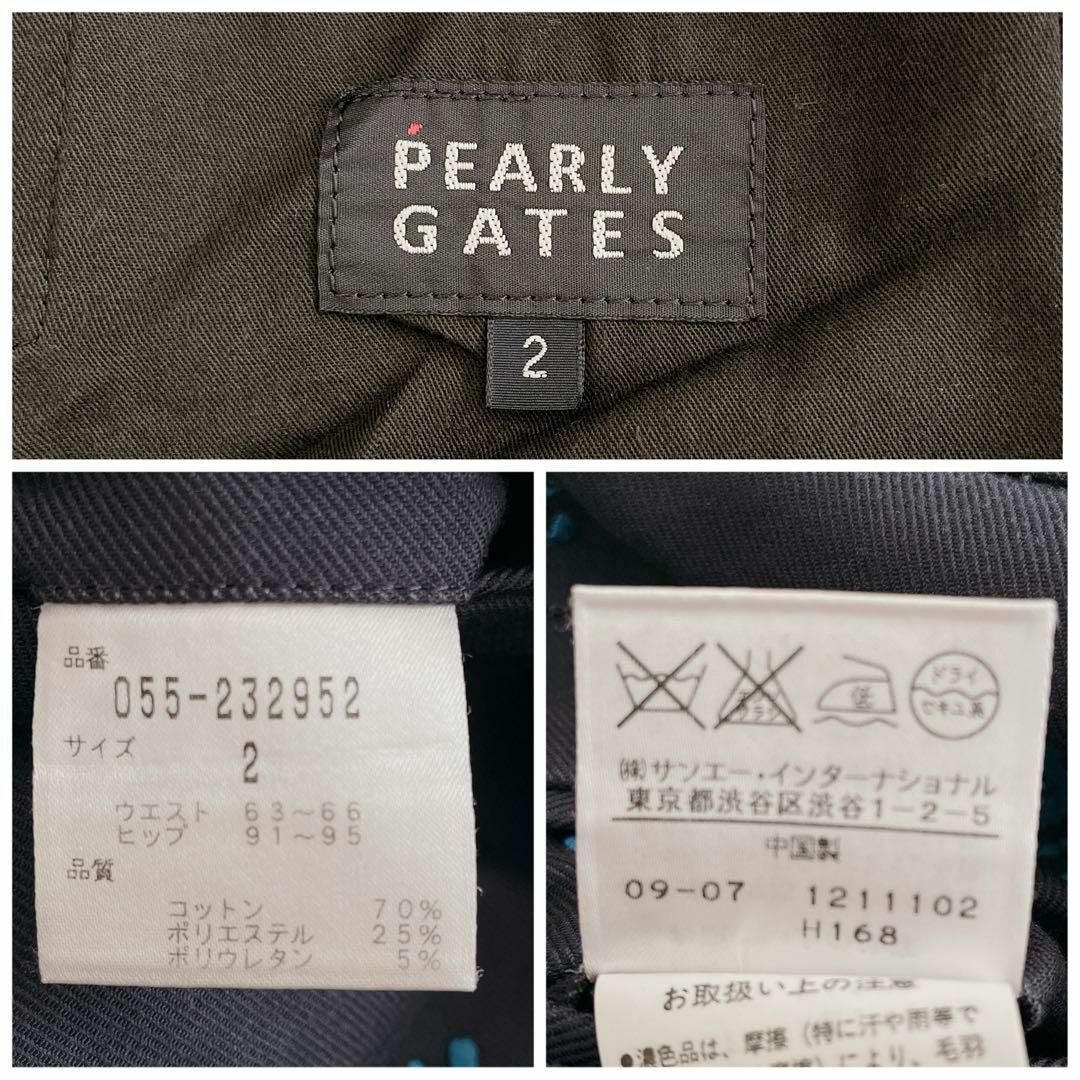 PEARLY
GATES
2
品番
055-232952
サイズ
2
ウエスト 63～66
ヒップ 91～95
品質
コットン 70%
ポリエステル 25%
ポリウレタン 5%
低
ドライ
セキユ系
(株)サンエー・インターナショナル
東京都渋谷区渋谷1-2-5
中国製
09-07 1211102
H168
お取扱い上の注意
●濃色品は、摩擦(特に汗や雨等で
により、毛羽